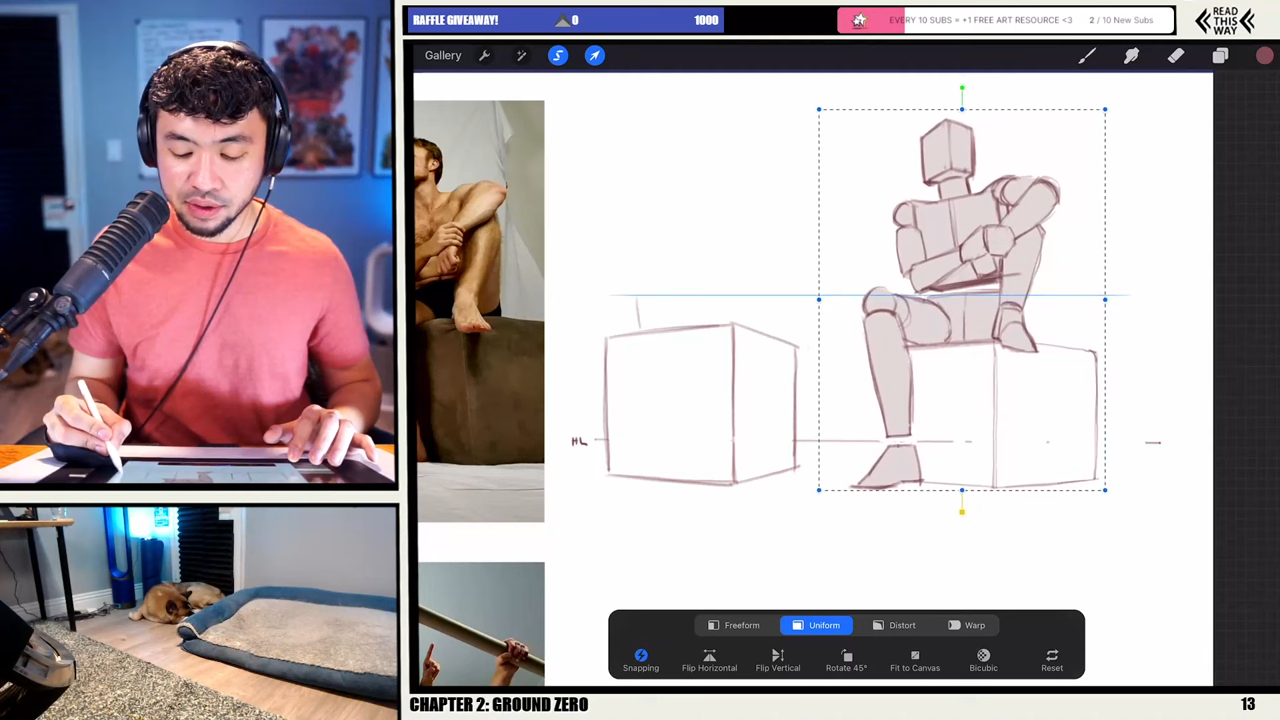 RAFFLE GIVEAWAY!
0
1000
EVERY 10 SUBS = +1 FREE ART RESOURCE <3
2 / 10 New Subs
READ
THIS
WAY
Gallery
HL
Freeform
Uniform
Distort
Warp
Snapping
Flip Horizontal
Flip Vertical
Rotate 45°
Fit to Canvas
Bicubic
Reset
CHAPTER 2: GROUND ZERO
13